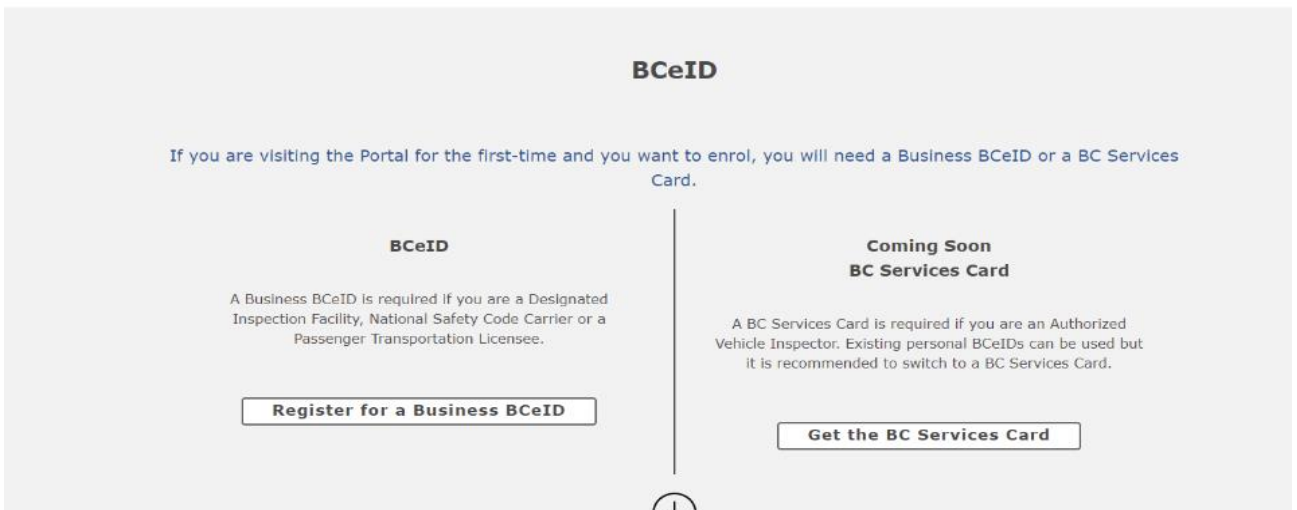 BCeID
If you are visiting the Portal for the first-time and you want to enrol, you will need a Business BCeID or a BC Services
Card.
BCeID
A Business BCeID is required if you are a Designated
Inspection Facility, National Safety Code Carrier or a
Passenger Transportation Licensee.
Register for a Business BCeID
Coming Soon
BC Services Card
A BC Services Card is required if you are an Authorized
Vehicle Inspector. Existing personal BCeIDs can be used but
it is recommended to switch to a BC Services Card.
Get the BC Services Card